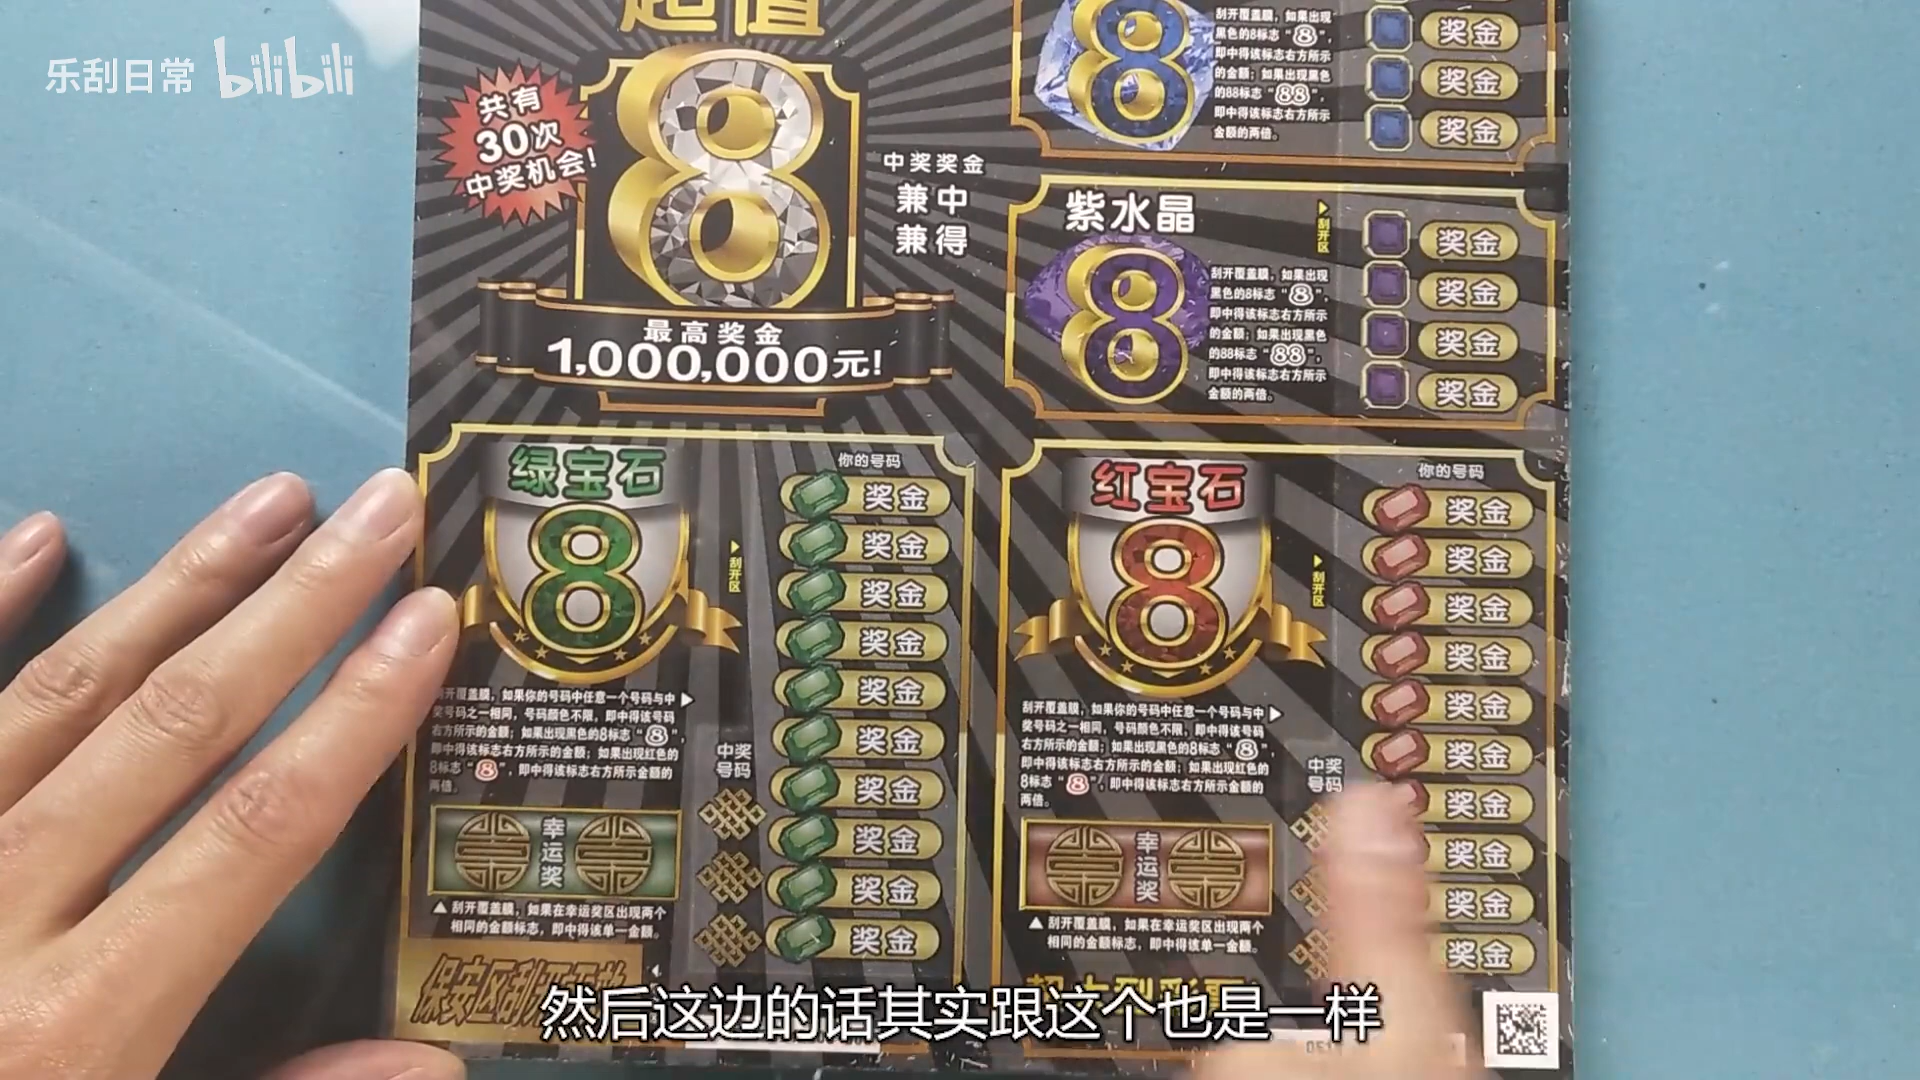 乐刮日常 bilibili
超值
共有
30次
中奖机会!
8
中奖奖金
兼中
兼得
最高奖金
1,000,000元!
8
刮开覆盖膜，如果出现
黑色的8标志“8”，
即中得该标志右方所示
的金额；如果出现黑色
的88标志“88”，
即中得该标志右方所示
金额的两倍。
奖金
奖金
奖金
紫水晶
8
刮开覆盖膜，如果出现
黑色的8标志“8”，
即中得该标志右方所示
的金额；如果出现黑色
的88标志“88”，
即中得该标志右方所示
金额的两倍。
刮开区
奖金
奖金
奖金
奖金
绿宝石
8
刮开区
你的号码
奖金
奖金
奖金
奖金
奖金
奖金
奖金
奖金
奖金
奖金
刮开覆盖膜，如果你的号码中任意一个号码与中
奖号码之一相同，号码颜色不限，即中得该号码
右方所示的金额；如果出现黑色的8标志“8”，
即中得该标志右方所示的金额；如果出现红色的
8标志“8”，即中得该标志右方所示金额的
两倍。
中奖
号码
幸运奖
刮开覆盖膜，如果在幸运奖区出现两个
相同的金额标志，即中得该单一金额。
保安区刮开无效
红宝石
8
刮开区
你的号码
奖金
奖金
奖金
奖金
奖金
奖金
奖金
奖金
奖金
奖金
刮开覆盖膜，如果你的号码中任意一个号码与中
奖号码之一相同，号码颜色不限，即中得该号码
右方所示的金额；如果出现黑色的8标志“8”，
即中得该标志右方所示的金额；如果出现红色的
8标志“8”，即中得该标志右方所示金额的
两倍。
中奖
号码
幸运奖
刮开覆盖膜，如果在幸运奖区出现两个
相同的金额标志，即中得该单一金额。
然后这边的话其实跟这个也是一样